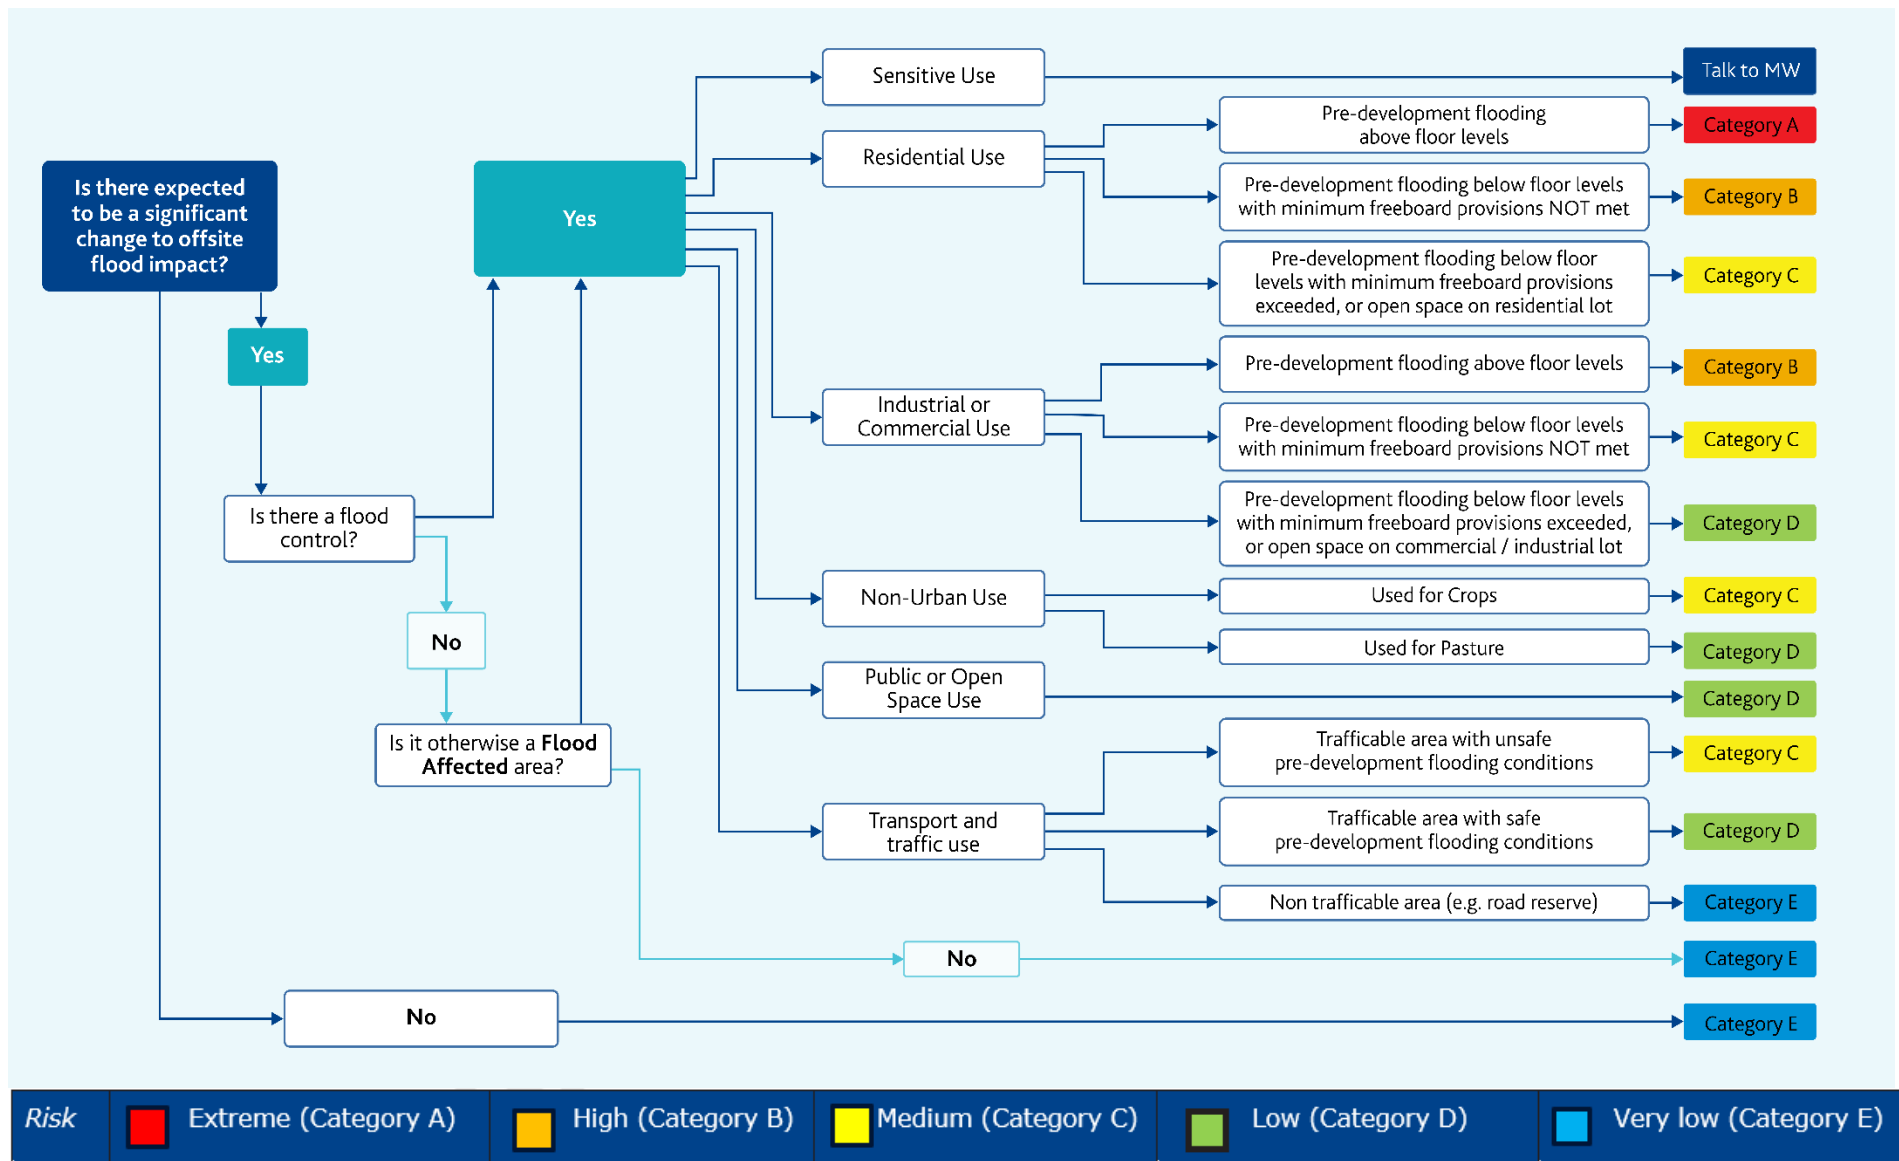 Is there expected
to be a significant
change to offsite
flood impact?
Yes
Is there a flood
control?
No
Is it otherwise a Flood
Affected area?
Yes
Sensitive Use
Talk to MW
Residential Use
Pre-development flooding
above floor levels
Category A
Pre-development flooding below floor levels
with minimum freeboard provisions NOT met
Category B
Pre-development flooding below floor
levels with minimum freeboard provisions
exceeded, or open space on residential lot
Category C
Industrial or
Commercial Use
Pre-development flooding above floor levels
Category B
Pre-development flooding below floor levels
with minimum freeboard provisions NOT met
Category C
Pre-development flooding below floor levels
with minimum freeboard provisions exceeded,
or open space on commercial / industrial lot
Category D
Non-Urban Use
Used for Crops
Category C
Used for Pasture
Category D
Public or Open
Space Use
Category D
Transport and
traffic use
Trafficable area with unsafe
pre-development flooding conditions
Category C
Trafficable area with safe
pre-development flooding conditions
Category D
Non trafficable area (e.g. road reserve)
Category E
No
Category E
No
Category E
Risk
Extreme (Category A)
High (Category B)
Medium (Category C)
Low (Category D)
Very low (Category E)